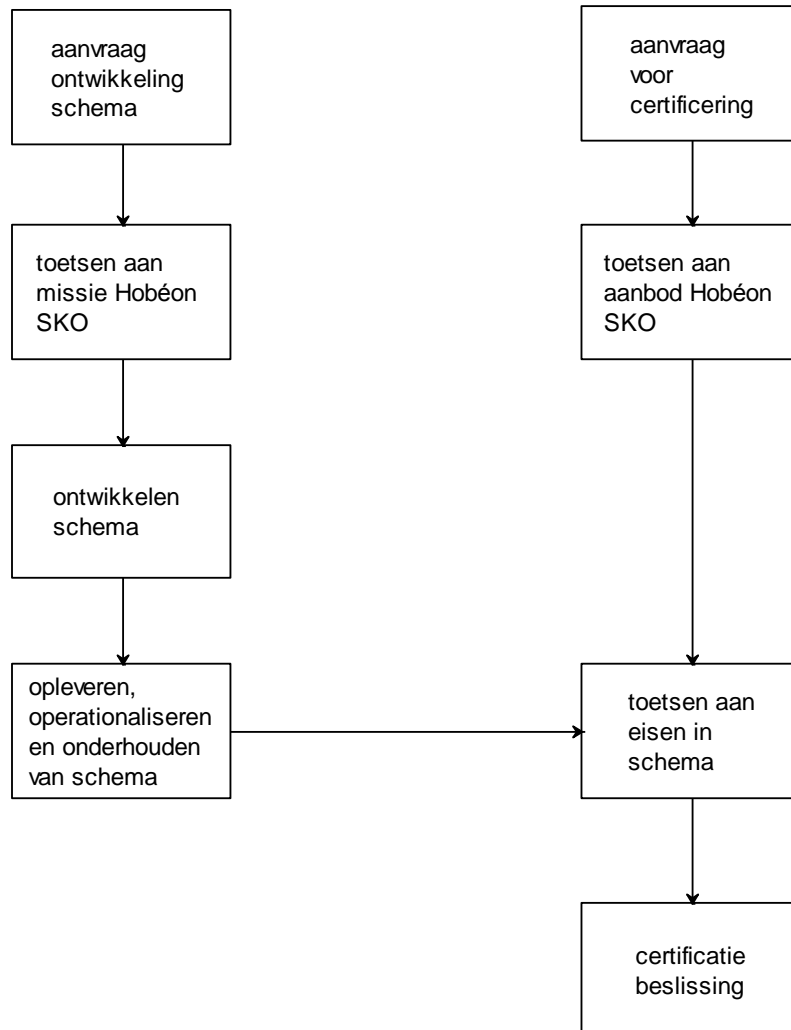 aanvraag
ontwikkeling
schema
aanvraag
voor
certificering
toetsen aan
missie Hobéon
SKO
toetsen aan
aanbod Hobéon
SKO
ontwikkelen
schema
opleveren,
operationaliseren
en onderhouden
van schema
toetsen aan
eisen in
schema
certificatie
beslissing